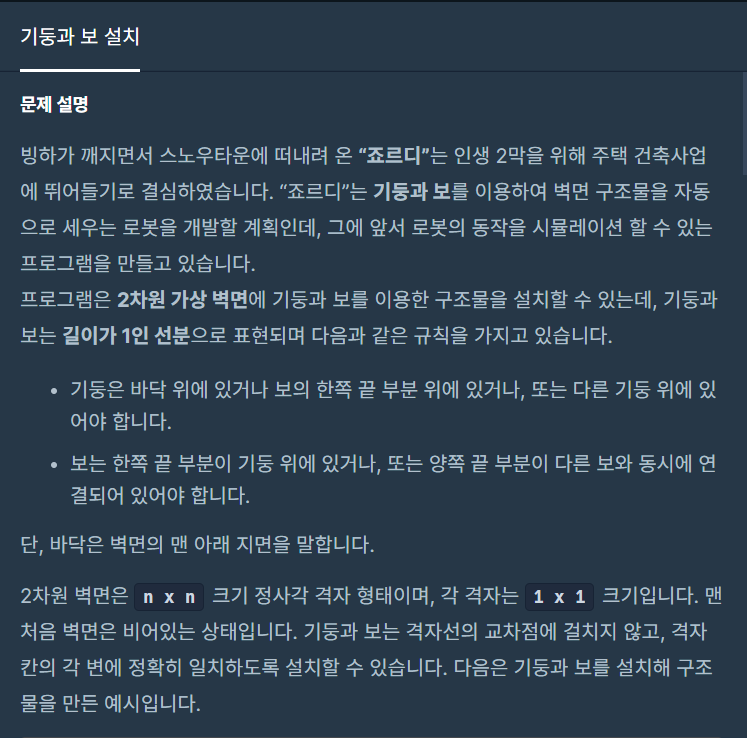 기둥과 보 설치
문제 설명
빙하가 깨지면서 스노우타운에 떠내려 온 “죠르디”는 인생 2막을 위해 주택 건축사업
에 뛰어들기로 결심하였습니다. “죠르디”는 기둥과 보를 이용하여 벽면 구조물을 자동
으로 세우는 로봇을 개발할 계획인데, 그에 앞서 로봇의 동작을 시뮬레이션 할 수 있는
프로그램을 만들고 있습니다.
프로그램은 2차원 가상 벽면에 기둥과 보를 이용한 구조물을 설치할 수 있는데, 기둥과
보는 길이가 1인 선분으로 표현되며 다음과 같은 규칙을 가지고 있습니다.
• 기둥은 바닥 위에 있거나 보의 한쪽 끝 부분 위에 있거나, 또는 다른 기둥 위에 있
어야 합니다.
• 보는 한쪽 끝 부분이 기둥 위에 있거나, 또는 양쪽 끝 부분이 다른 보와 동시에 연
결되어 있어야 합니다.
단, 바닥은 벽면의 맨 아래 지면을 말합니다.
2차원 벽면은 n x n 크기 정사각 격자 형태이며, 각 격자는 1 x 1 크기입니다. 맨
처음 벽면은 비어있는 상태입니다. 기둥과 보는 격자선의 교차점에 걸치지 않고, 격자
칸의 각 변에 정확히 일치하도록 설치할 수 있습니다. 다음은 기둥과 보를 설치해 구조
물을 만든 예시입니다.